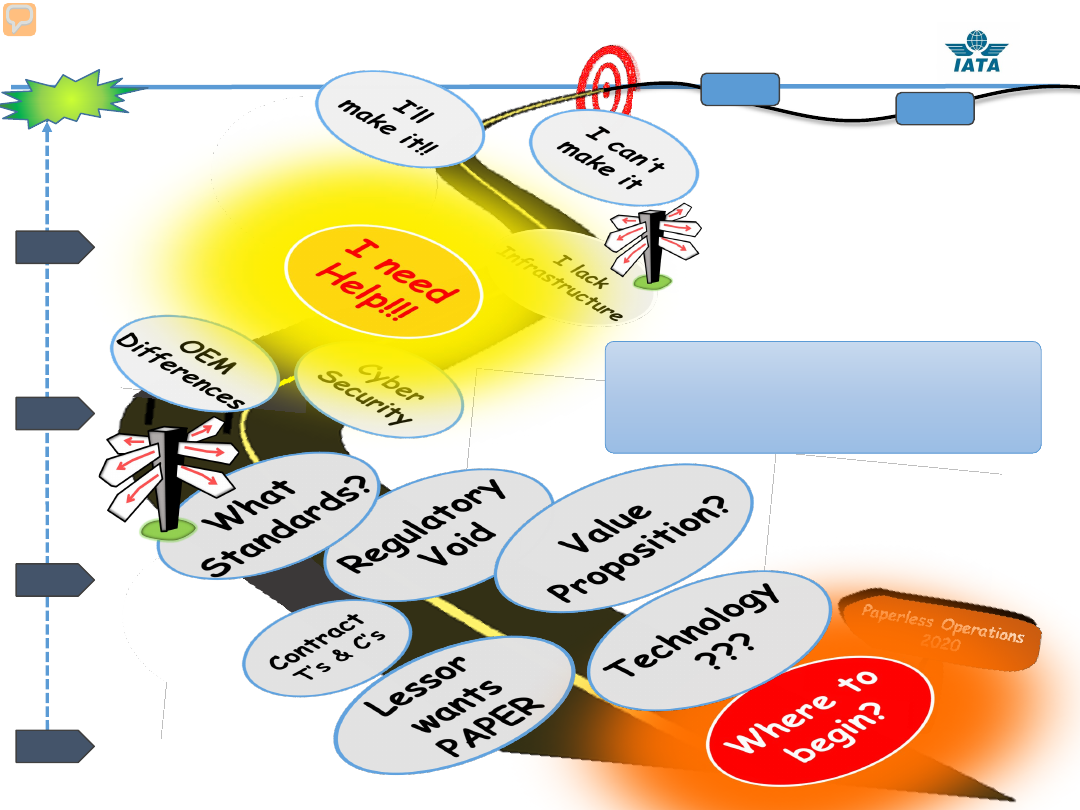 IATA
I'll
make it!!
I can't
make it
I need
Help!!!
I lack
Infrastructure
OEM
Differences
Cyber
Security
What
Standards?
Regulatory
Void
Value
Proposition?
Contract
T's & C's
Technology
???
Paperless Operations
2020
Lessor
wants
PAPER
Where to
begin?